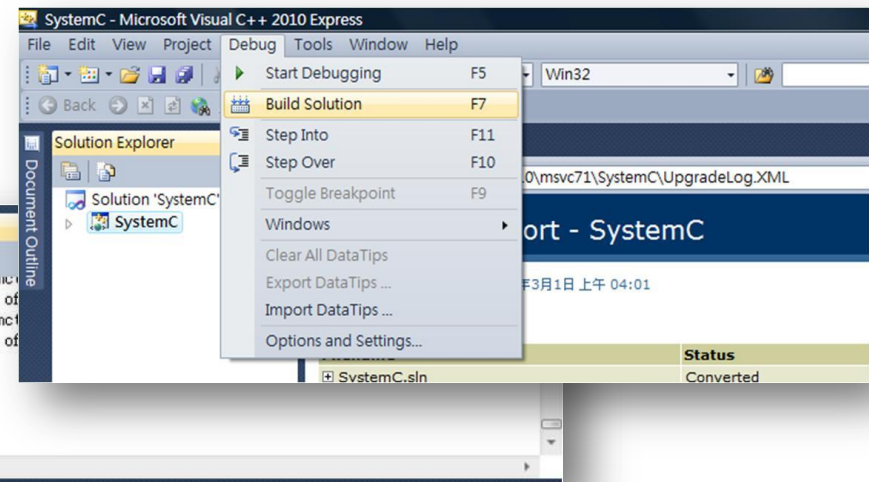 SystemC - Microsoft Visual C++ 2010 Express
File Edit View Project Debug Tools Window Help
Start Debugging F5
Win32
Back
Build Solution F7
Solution Explorer
Step Into F11
Step Over F10
Document Outline
0\msvc71\SystemC\UpgradeLog.XML
Toggle Breakpoint F9
Solution 'SystemC'
SystemC
Windows
ort - SystemC
Clear All DataTips
Export DataTips ...
年3月1日 上午 04:01
of
Import DataTips ...
of
Options and Settings...
Status
SystemC.sln Converted